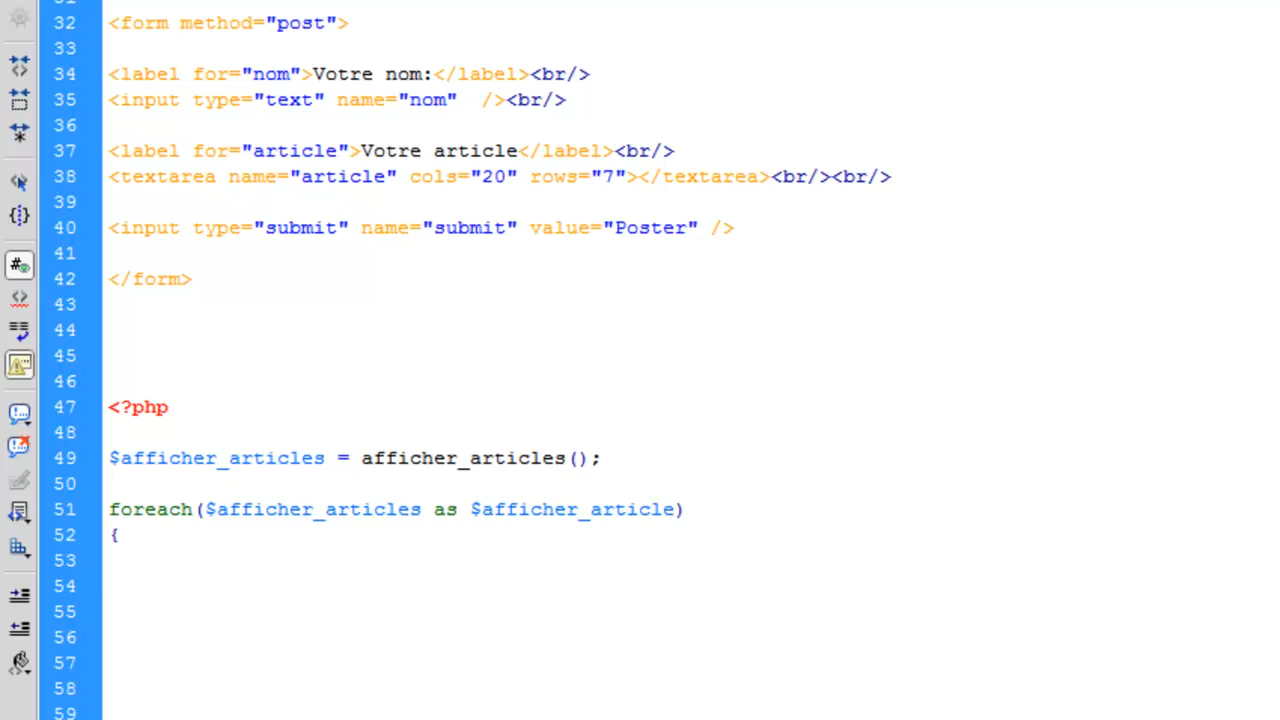 32 <form method="post">
33
34 <label for="nom">Votre nom:</label><br/>
35 <input type="text" name="nom"  /><br/>
36
37 <label for="article">Votre article</label><br/>
38 <textarea name="article" cols="20" rows="7"></textarea><br/><br/>
39
40 <input type="submit" name="submit" value="Poster" />
41
42 </form>
43
44
45
46
47 <?php
48
49 $afficher_articles = afficher_articles();
50
51 foreach($afficher_articles as $afficher_article)
52 {
53
54
55
56
57
58
59